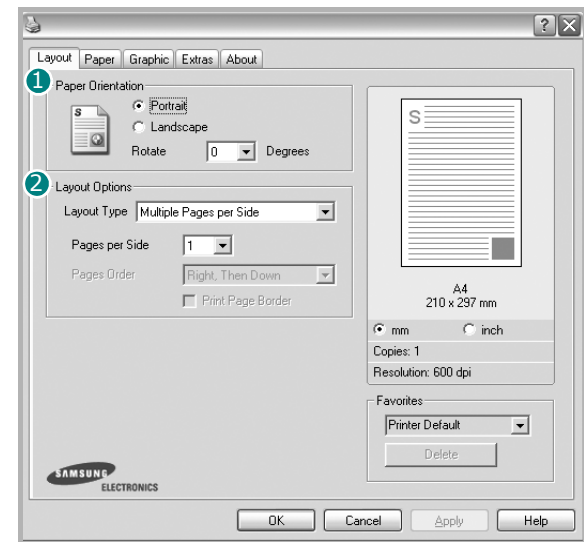 Layout Paper Graphic Extras About
1
Paper Orientation
S
Portrait
Landscape
Rotate 0 Degrees
2
Layout Options
Layout Type Multiple Pages per Side
Pages per Side 1
Pages Order Right, Then Down
Print Page Border
S
A4
210 x 297 mm
mm inch
Copies: 1
Resolution: 600 dpi
Favorites
Printer Default
Delete
SAMSUNG
ELECTRONICS
OK Cancel Apply Help